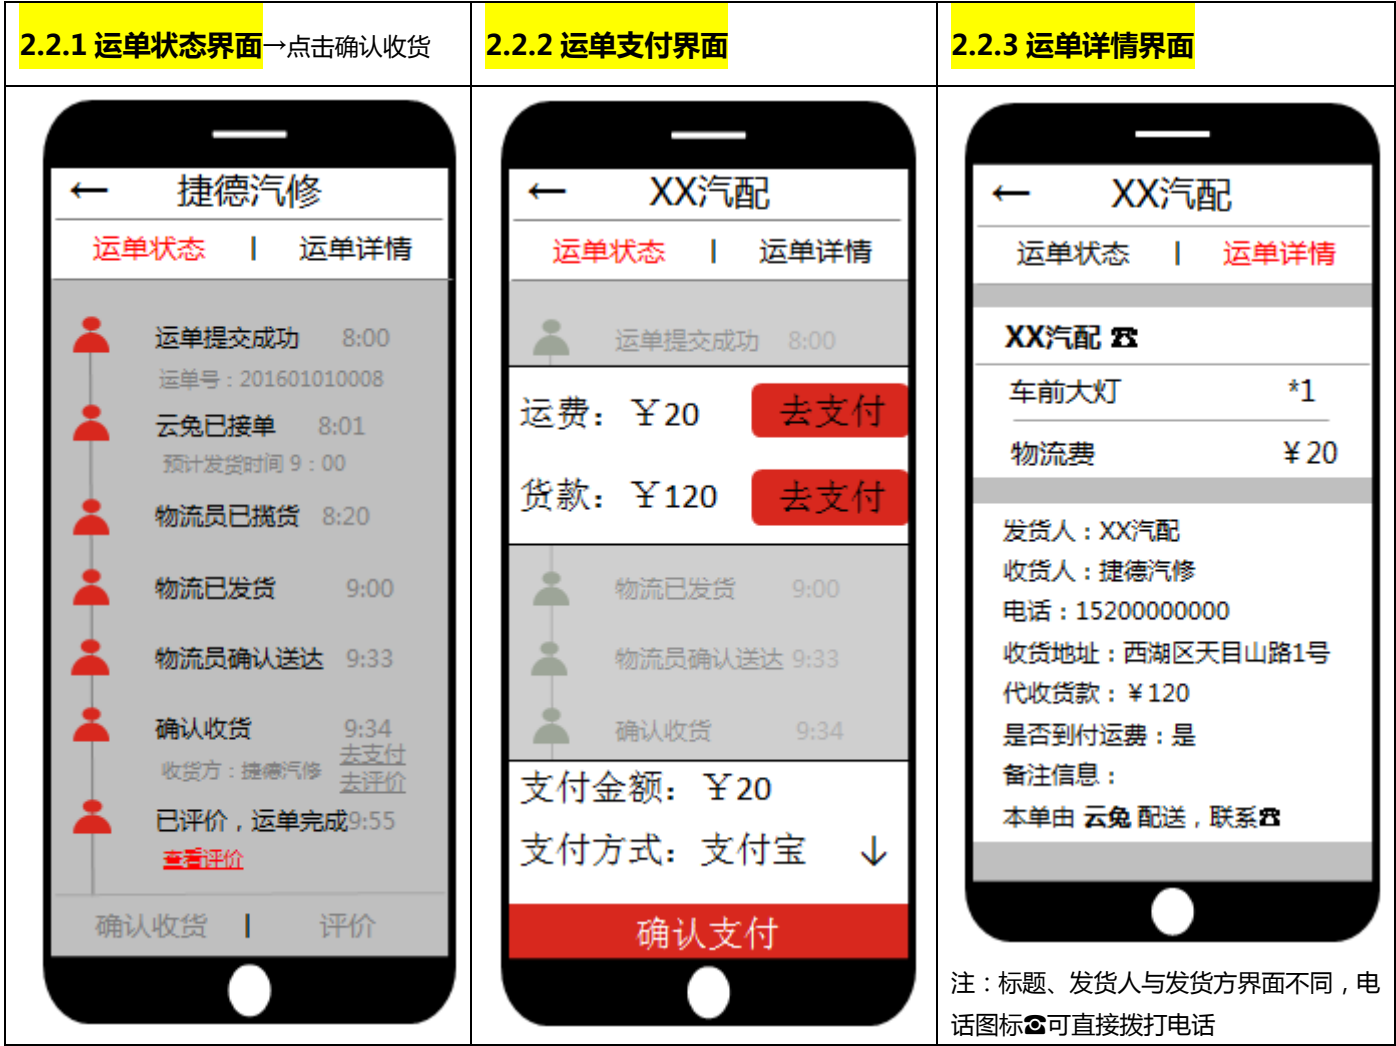 2.2.1 运单状态界面→点击确认收货
捷德汽修
运单状态 | 运单详情
运单提交成功 8:00
运单号：201601010008
云兔已接单 8:01
预计发货时间 9：00
物流员已揽货 8:20
物流已发货 9:00
物流员确认送达 9:33
确认收货 9:34
去支付
收货方：捷德汽修
去评价
已评价，运单完成9:55
查看评价
确认收货 | 评价
2.2.2 运单支付界面
XX汽配
运单状态 | 运单详情
运单提交成功 8:00
运费：￥20 去支付
货款：￥120 去支付
物流已发货 9:00
物流员确认送达 9:33
确认收货 9:34
支付金额：￥20
支付方式：支付宝 ↓
确认支付
2.2.3 运单详情界面
XX汽配
运单状态 | 运单详情
XX汽配 ☎
车前大灯 *1
物流费 ￥20
发货人：XX汽配
收货人：捷德汽修
电话：15200000000
收货地址：西湖区天目山路1号
代收货款：￥120
是否到付运费：是
备注信息：
本单由 云兔 配送，联系☎
注：标题、发货人与发货方界面不同，电
话图标☎可直接拨打电话